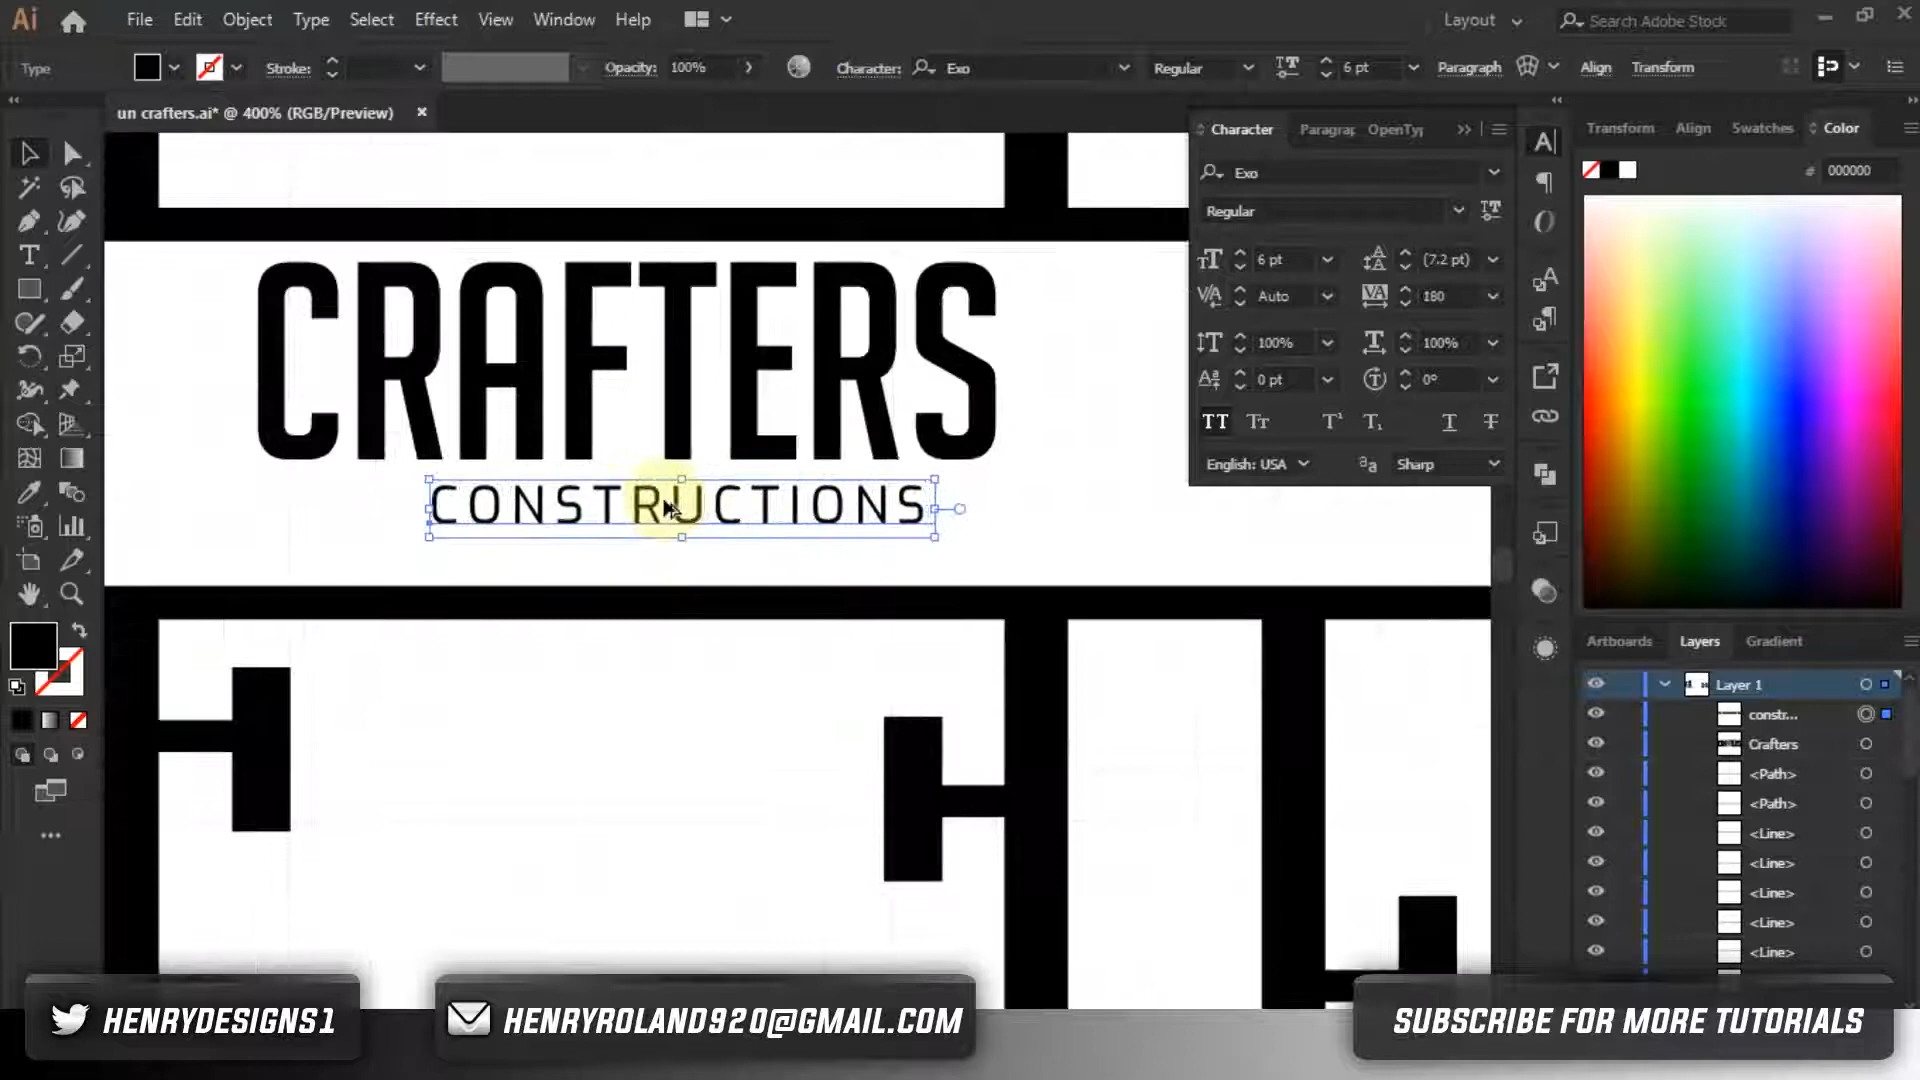 Ai File Edit Object Type Select Effect View Window Help Layout Search Adobe Stock
Type Stroke: Opacity: 100% Character: Exo Regular 6 pt Paragraph Align Transform
un crafters.ai* @ 400% (RGB/Preview)
Character Paragra OpenTy
Exo
Regular
6 pt (7.2 pt)
Auto 180
100% 100%
0 pt 0°
English: USA Sharp
Transform Align Swatches Color
# 000000
CRAFTERS
CONSTRUCTIONS
Artboards Layers Gradient
Layer 1
constr...
Crafters
<Path>
<Path>
<Line>
<Line>
<Line>
<Line>
<Line>
HENRYDESIGNS1
HENRYROLAND920@GMAIL.COM
SUBSCRIBE FOR MORE TUTORIALS